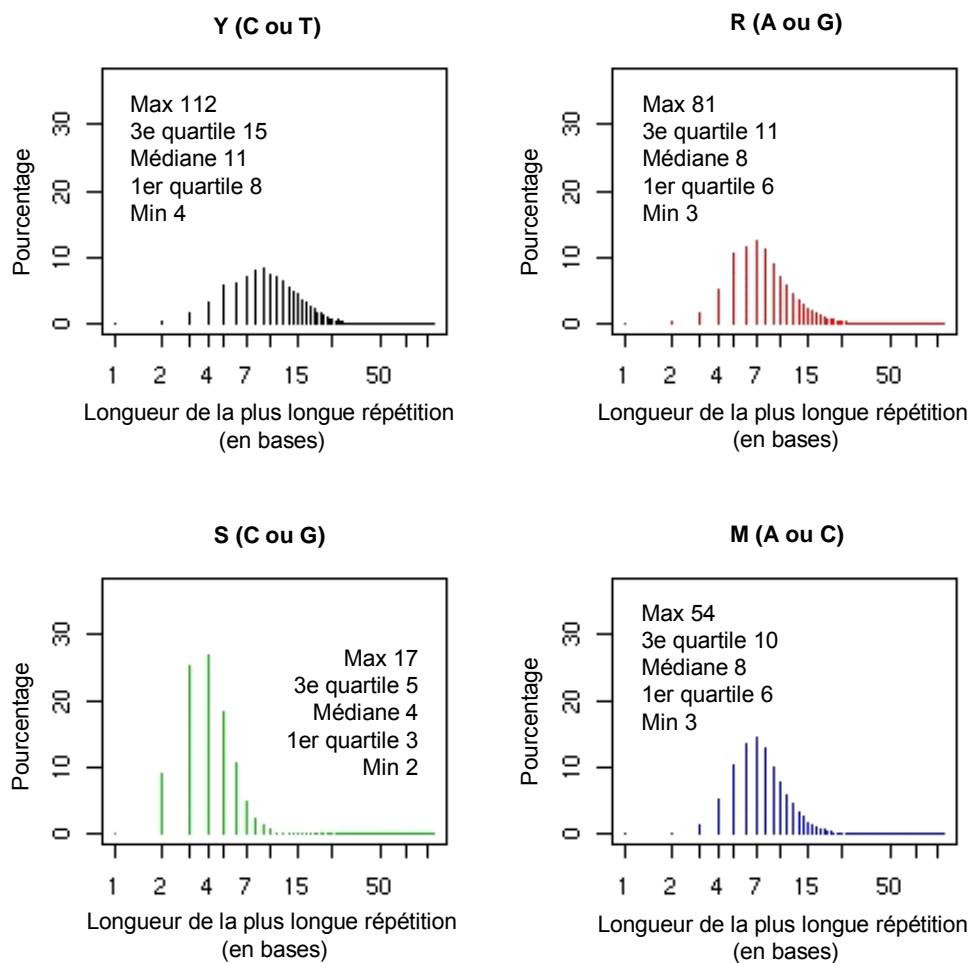 Y (C ou T)
Max 112
3e quartile 15
Médiane 11
1er quartile 8
Min 4
Pourcentage
0 10 20 30
1 2 4 7 15 50
Longueur de la plus longue répétition
(en bases)
R (A ou G)
Max 81
3e quartile 11
Médiane 8
1er quartile 6
Min 3
Pourcentage
0 10 20 30
1 2 4 7 15 50
Longueur de la plus longue répétition
(en bases)
S (C ou G)
Max 17
3e quartile 5
Médiane 4
1er quartile 3
Min 2
Pourcentage
0 10 20 30
1 2 4 7 15 50
Longueur de la plus longue répétition
(en bases)
M (A ou C)
Max 54
3e quartile 10
Médiane 8
1er quartile 6
Min 3
Pourcentage
0 10 20 30
1 2 4 7 15 50
Longueur de la plus longue répétition
(en bases)